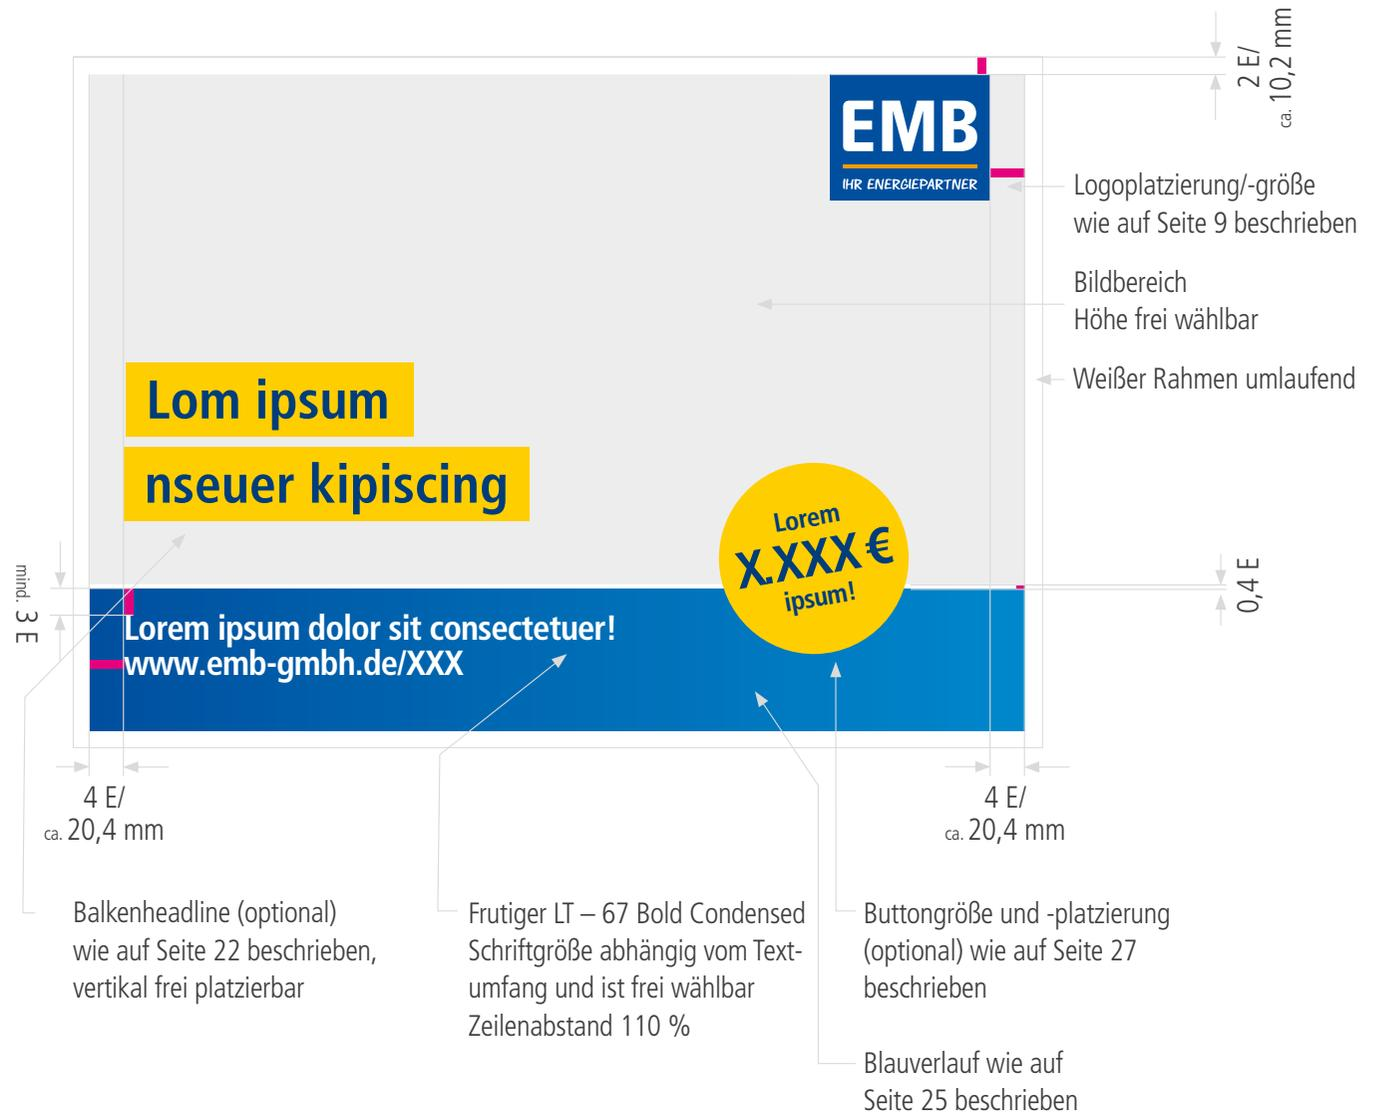 2 E/
ca. 10,2 mm
EMB
IHR ENERGIEPARTNER
Logoplatzierung/-größe
wie auf Seite 9 beschrieben
Bildbereich
Höhe frei wählbar
Weißer Rahmen umlaufend
Lom ipsum
nseuer kipiscing
Lorem
X.XXX €
ipsum!
mind. 3 E
0,4 E
Lorem ipsum dolor sit consectetuer!
www.emb-gmbh.de/XXX
4 E/
ca. 20,4 mm
4 E/
ca. 20,4 mm
Balkenheadline (optional)
wie auf Seite 22 beschrieben,
vertikal frei platzierbar
Frutiger LT – 67 Bold Condensed
Schriftgröße abhängig vom Text-
umfang und ist frei wählbar
Zeilenabstand 110 %
Buttongröße und -platzierung
(optional) wie auf Seite 27
beschrieben
Blauverlauf wie auf
Seite 25 beschrieben